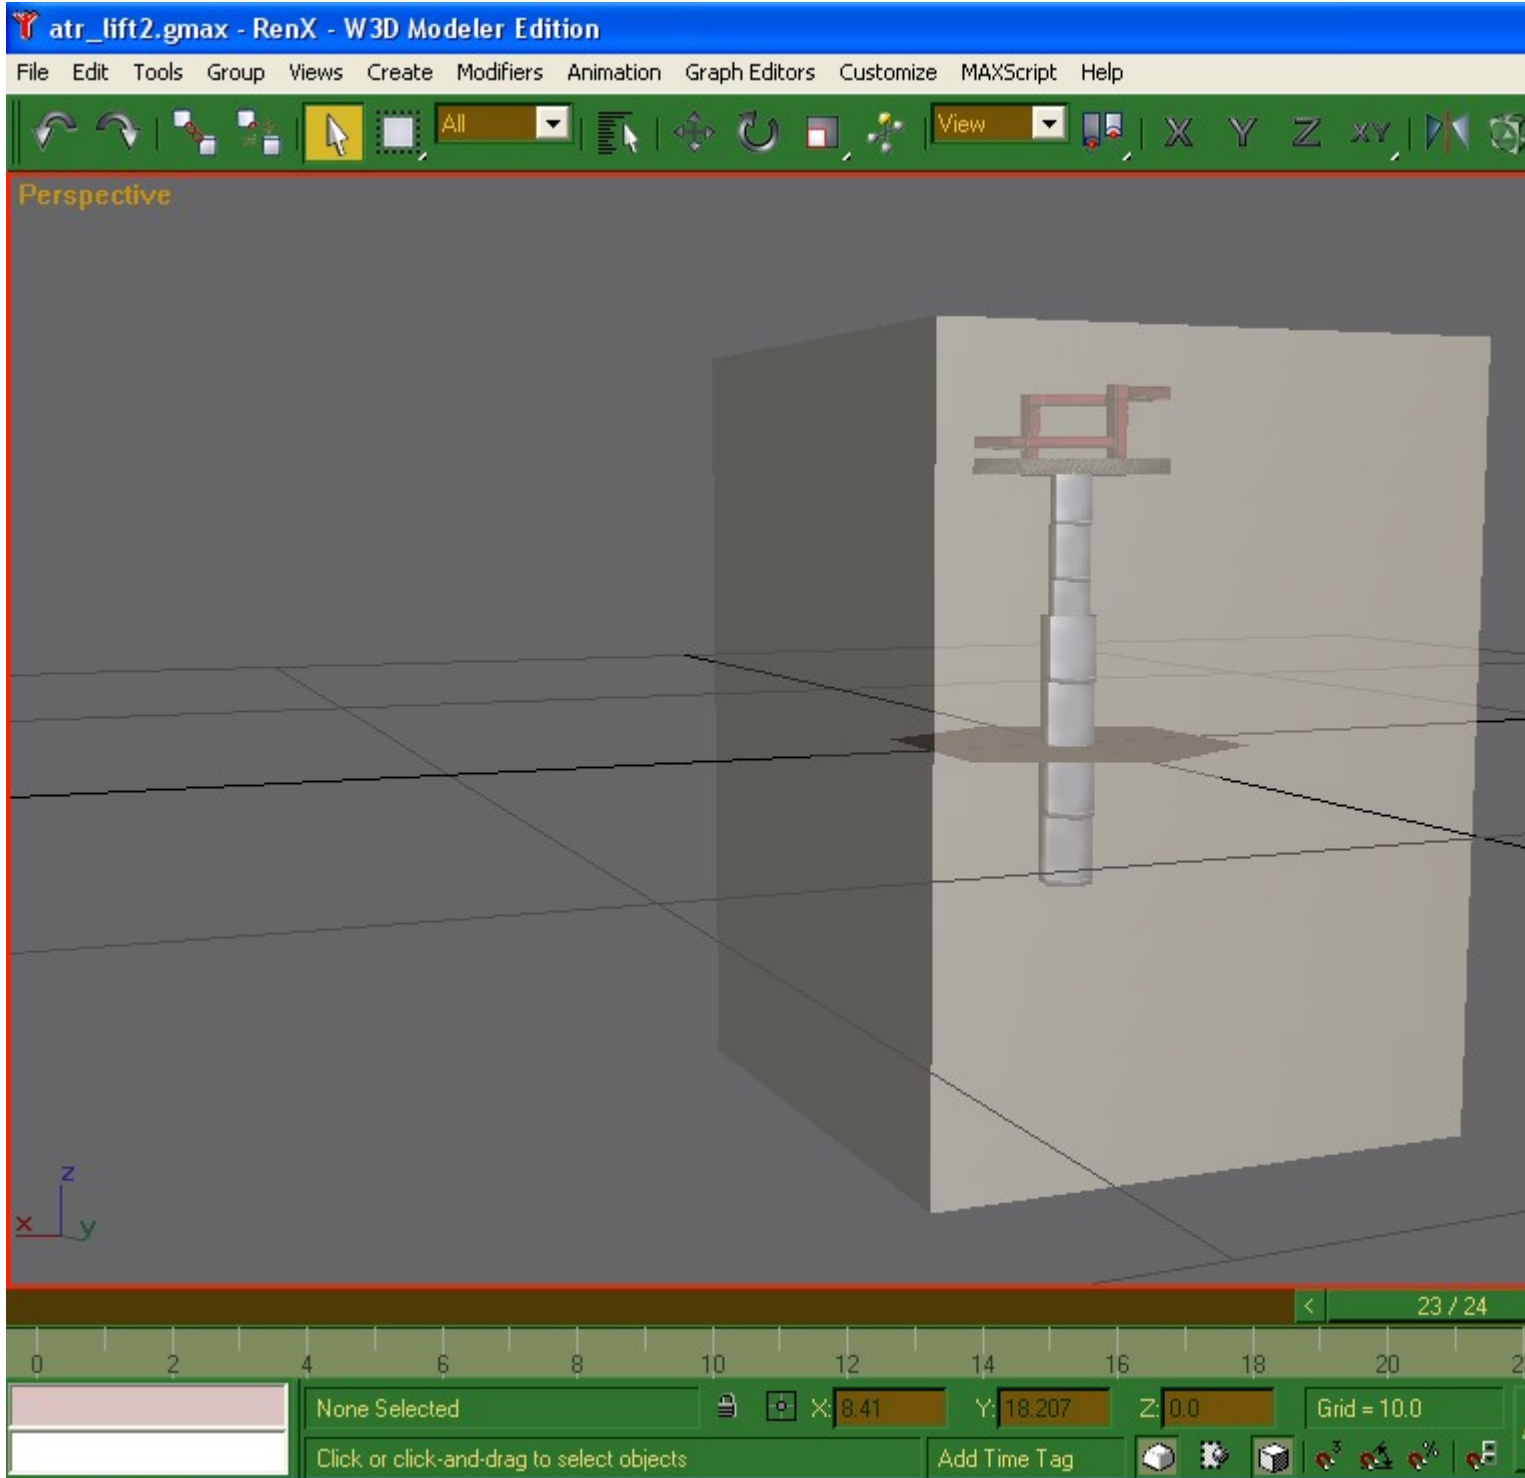 atr_lift2.gmax - RenX - W3D Modeler Edition
File Edit Tools Group Views Create Modifiers Animation Graph Editors Customize MAXScript Help
All View X Y Z XY
Perspective
z
x y
< 23 / 24
0 2 4 6 8 10 12 14 16 18 20
None Selected X: 8.41 Y: 18.207 Z: 0.0 Grid = 10.0
Click or click-and-drag to select objects Add Time Tag 3 %